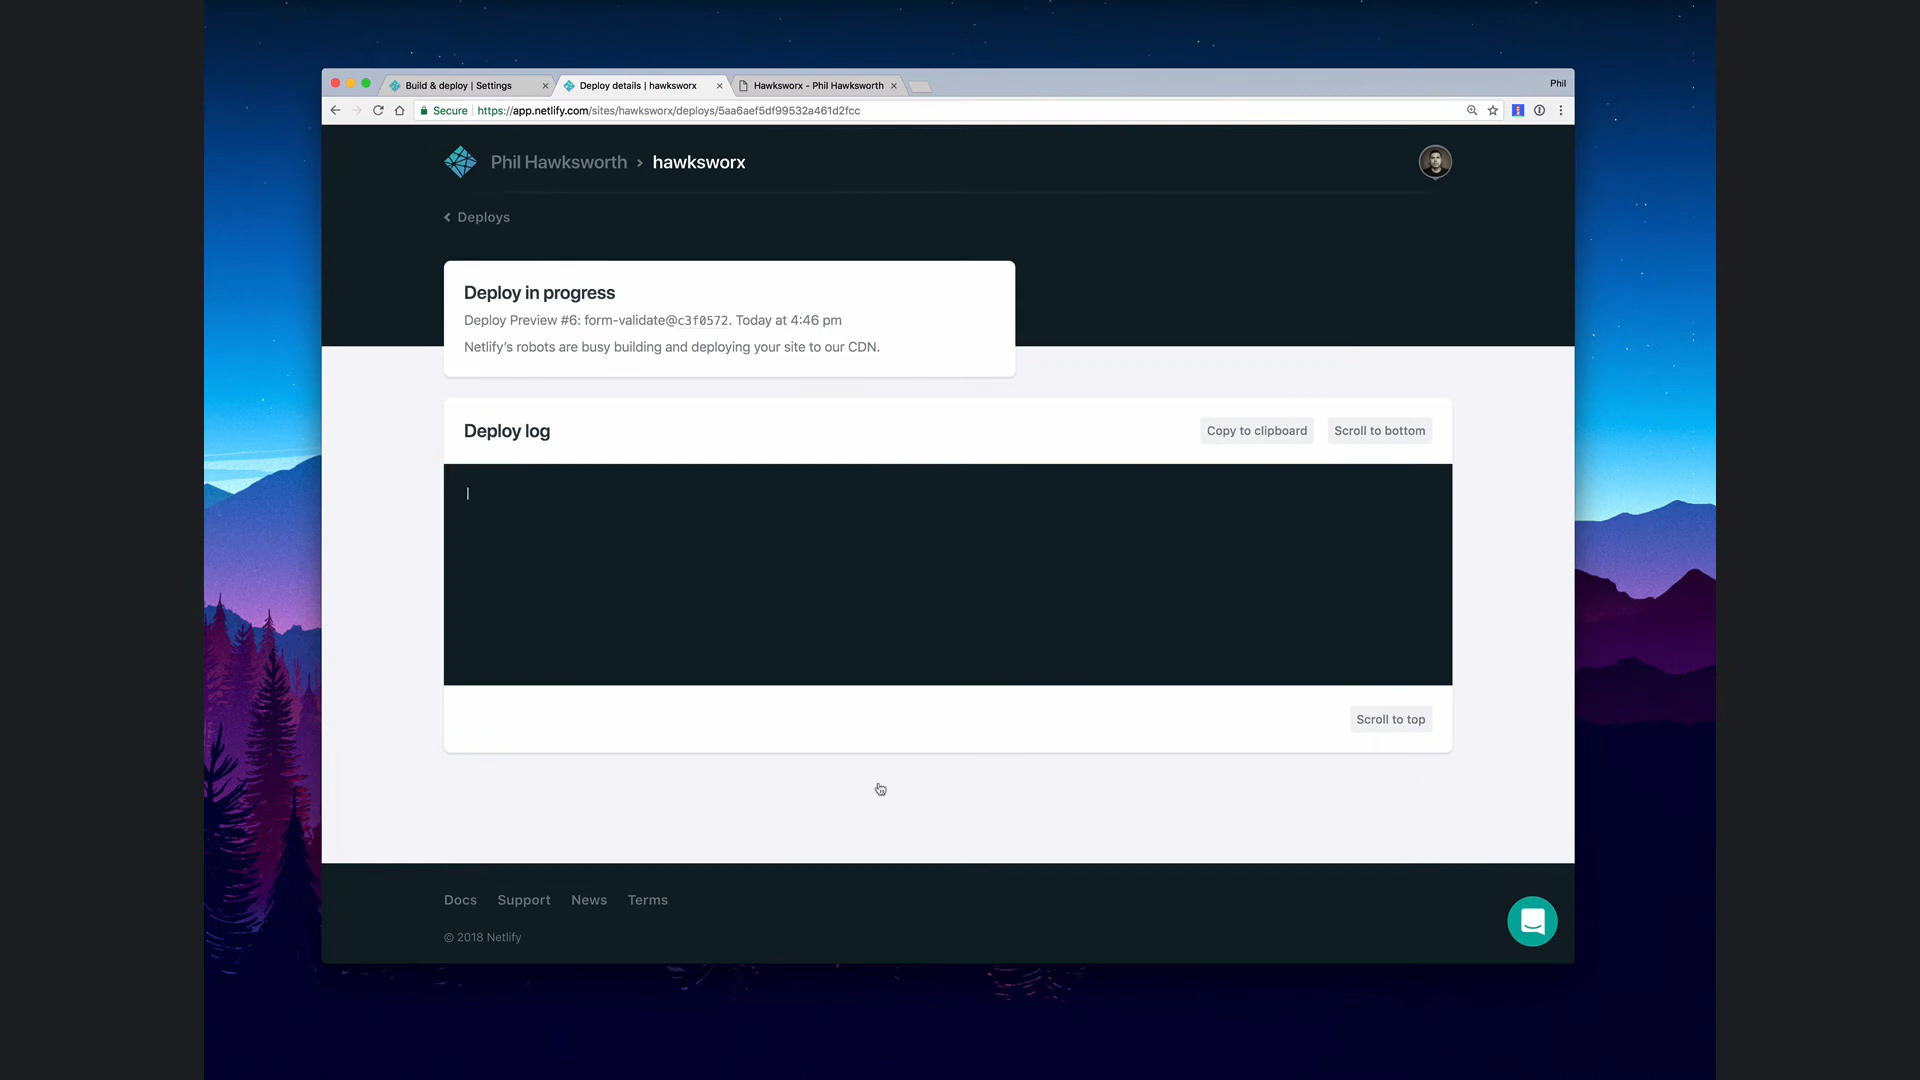 Build & deploy | Settings
Deploy details | hawksworx
Hawksworx - Phil Hawksworth
Phil
Secure
https://app.netlify.com/sites/hawksworx/deploys/5aa6aef5df99532a461d2fcc
Phil Hawksworth › hawksworx
Deploys
Deploy in progress
Deploy Preview #6: form-validate@c3f0572. Today at 4:46 pm
Netlify’s robots are busy building and deploying your site to our CDN.
Deploy log
Copy to clipboard
Scroll to bottom
Scroll to top
Docs Support News Terms
© 2018 Netlify